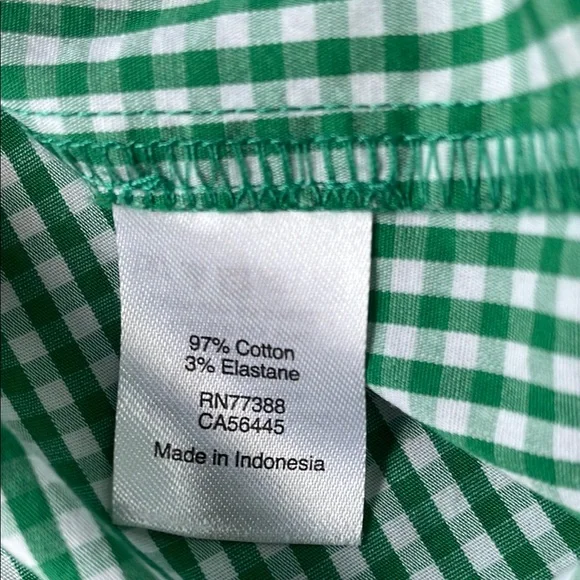 97% Cotton
3% Elastane
RN77388
CA56445
Made in Indonesia